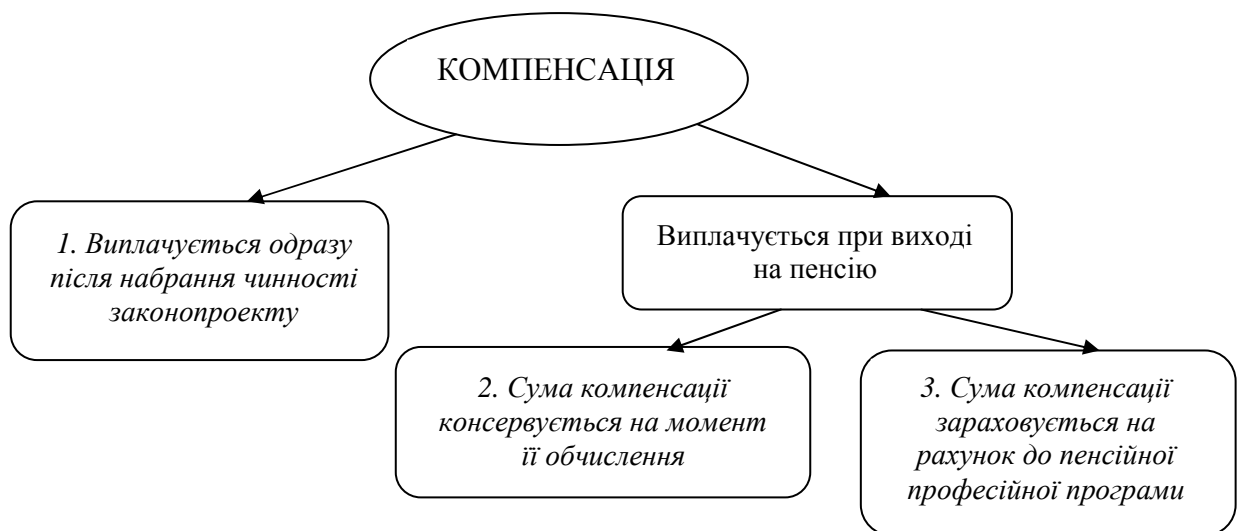 КОМПЕНСАЦІЯ
1. Виплачується одразу
після набрання чинності
законопроекту
Виплачується при виході
на пенсію
2. Сума компенсації
консервується на момент
її обчислення
3. Сума компенсації
зараховується на
рахунок до пенсійної
професійної програми